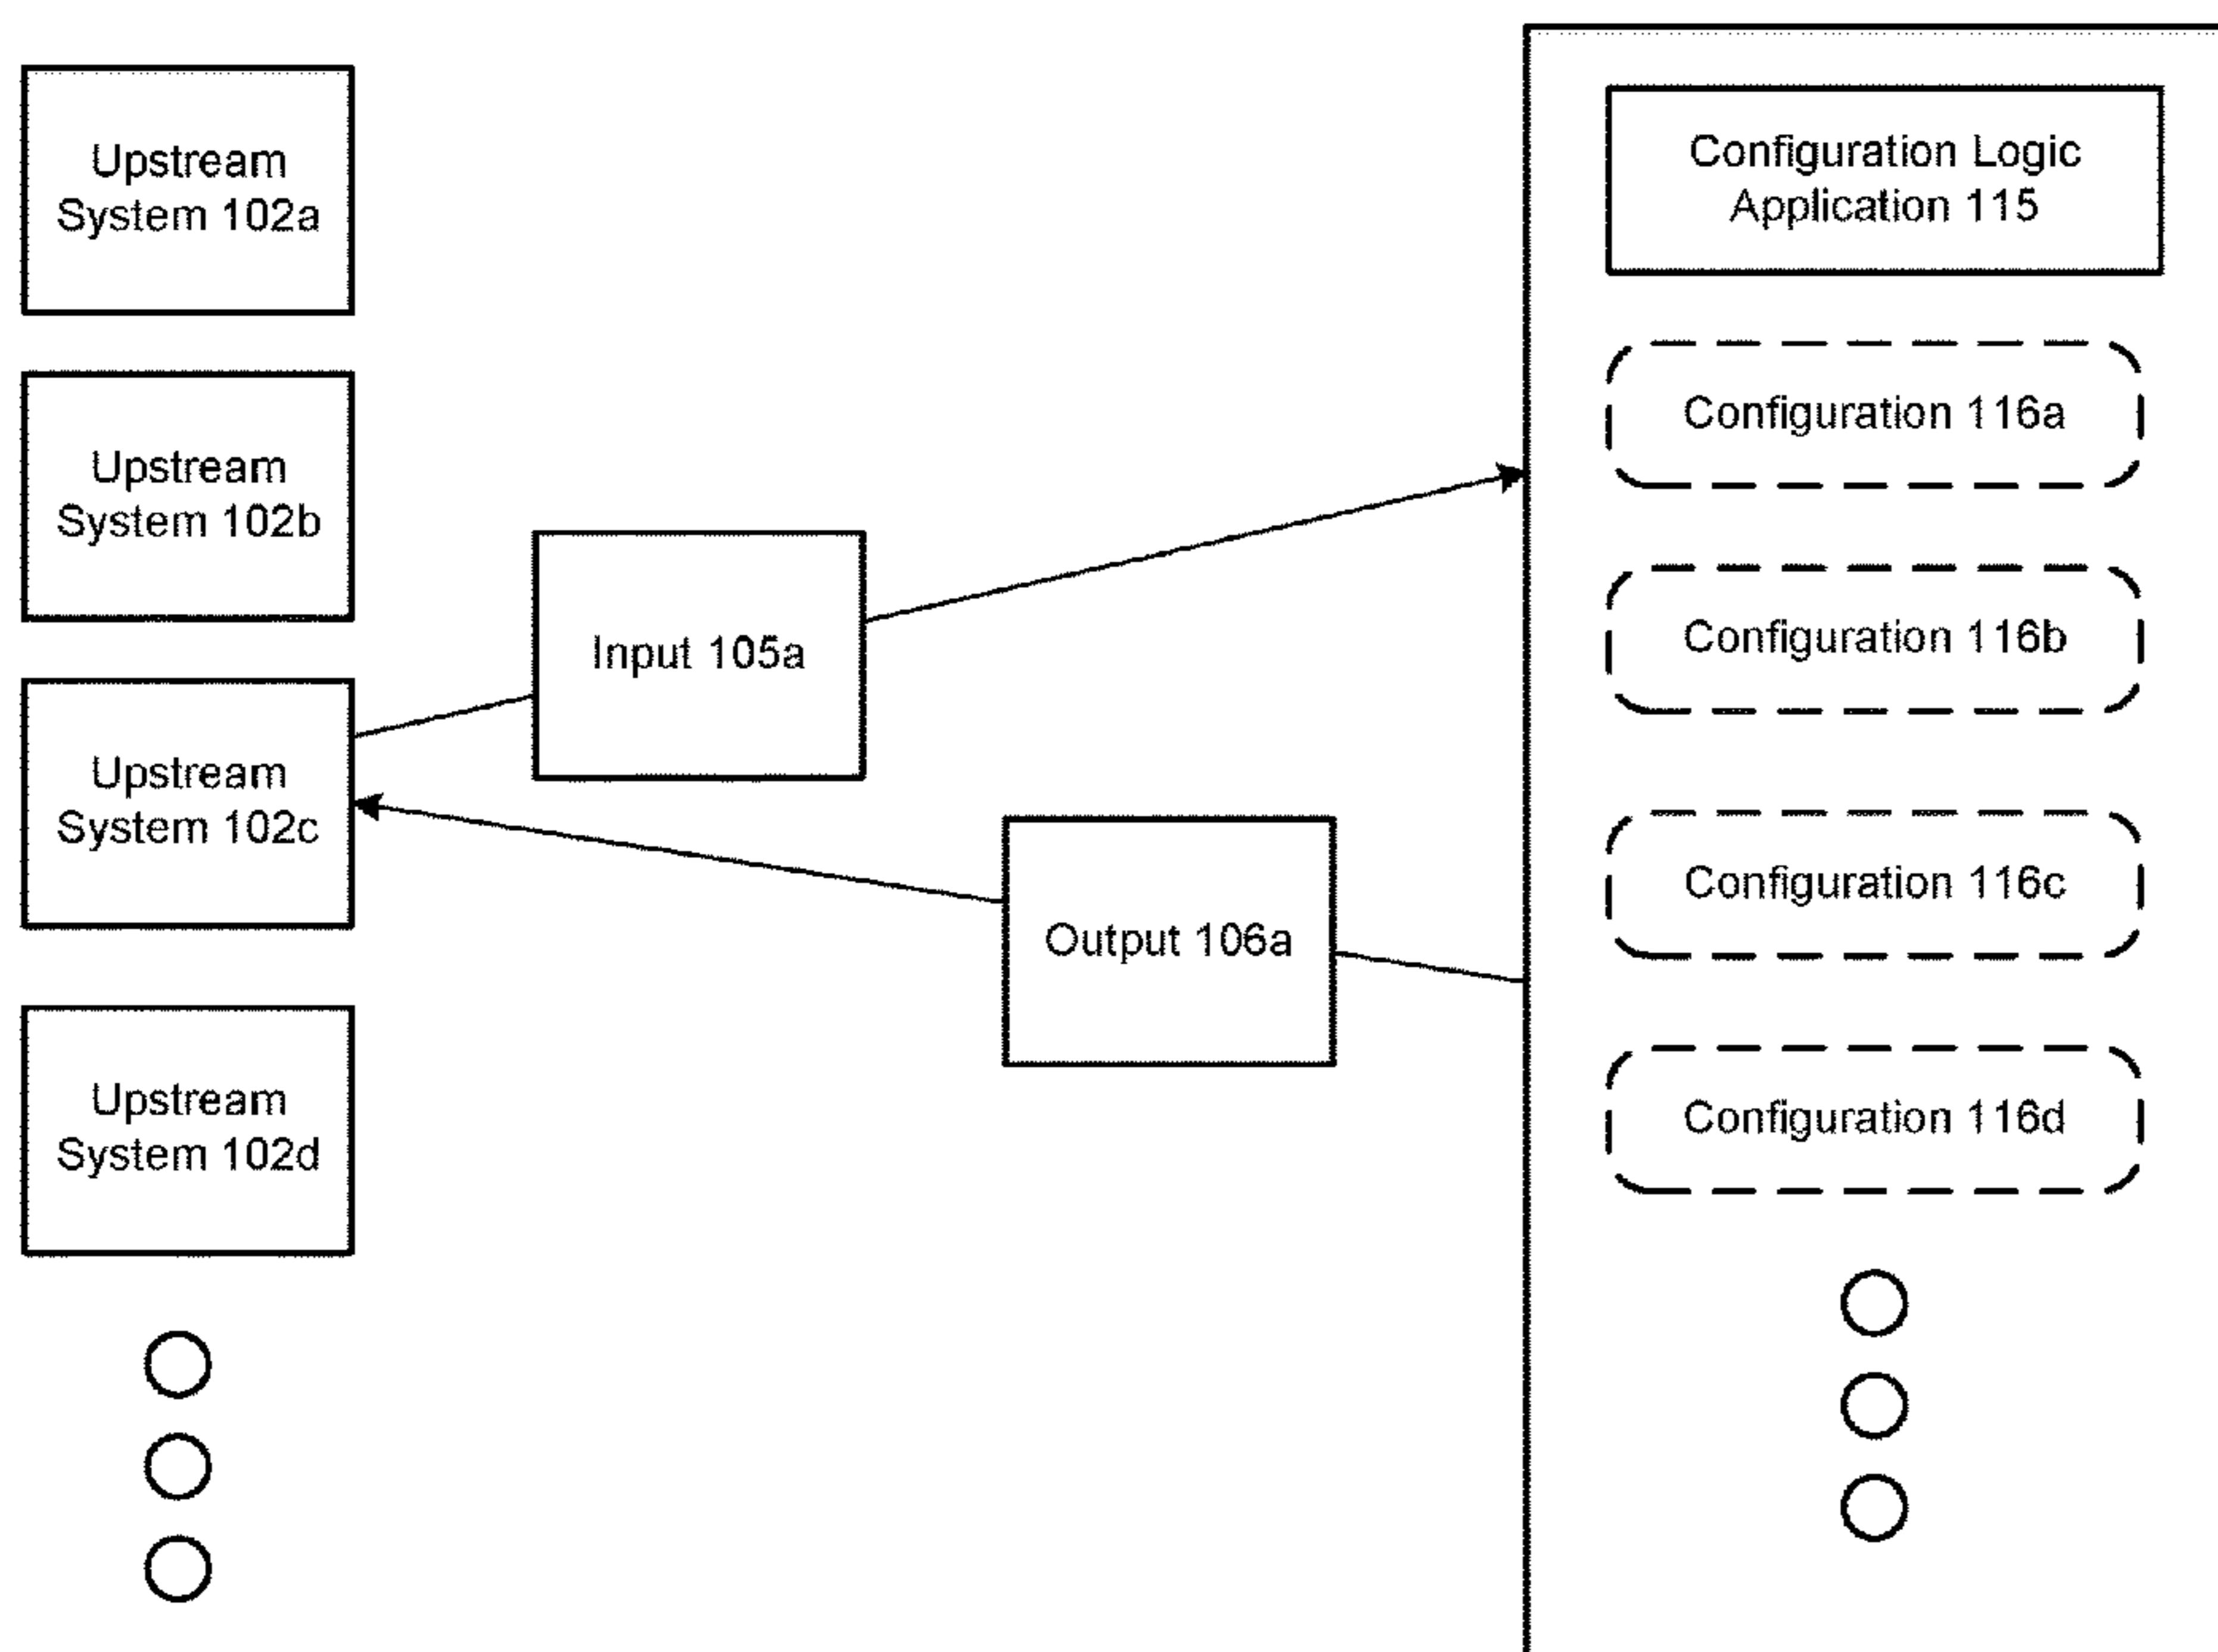 Upstream
System 102a
Upstream
System 102b
Upstream
System 102c
Upstream
System 102d
Input 105a
Output 106a
Configuration Logic
Application 115
Configuration 116a
Configuration 116b
Configuration 116c
Configuration 116d